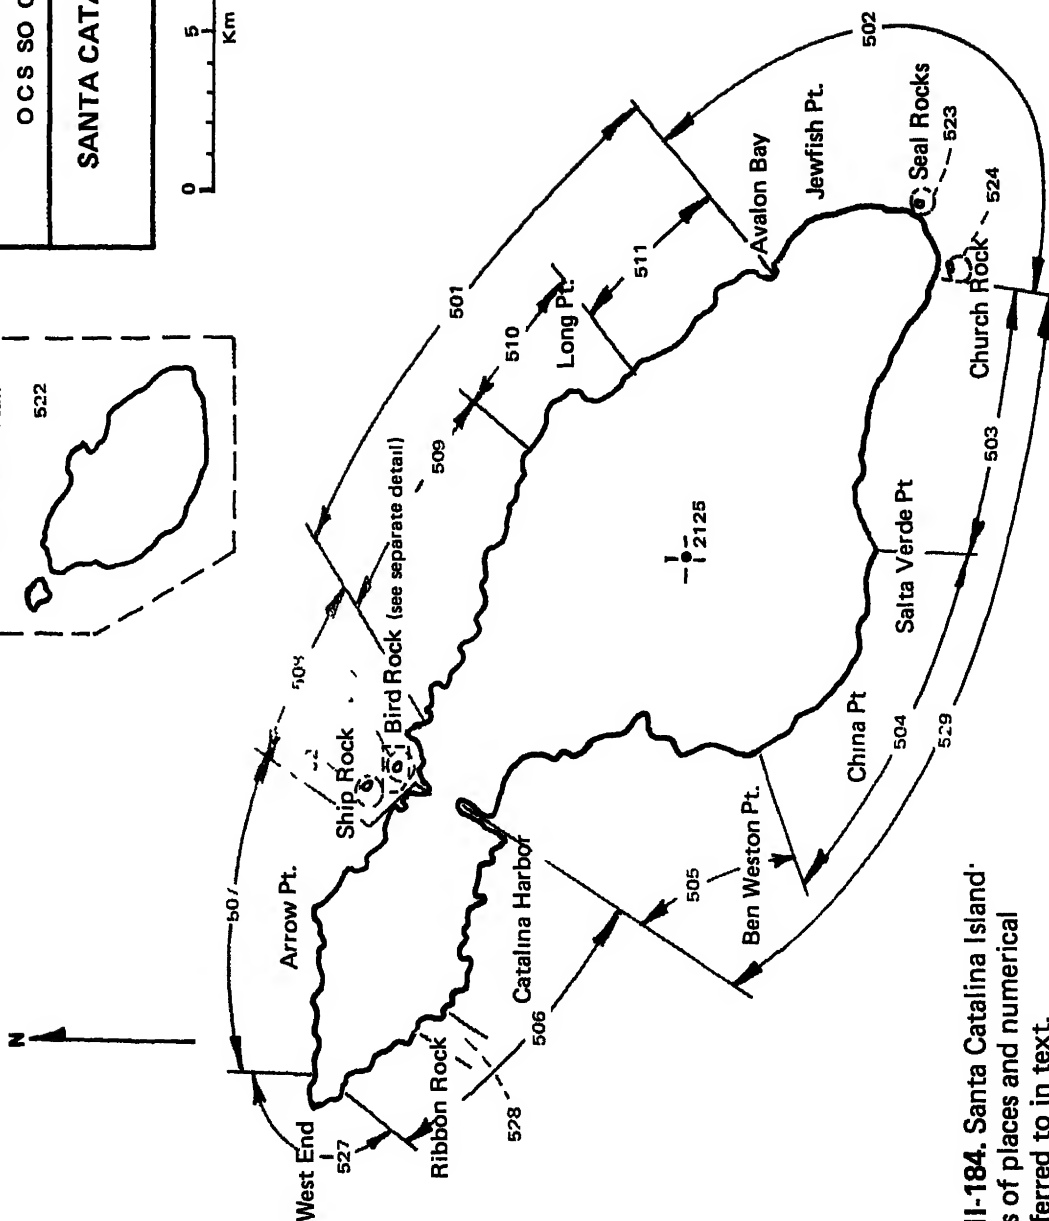 OCS SO C
SANTA CATA
0 5
Km
522
N
501
502
503
504
505
506
507
508
509
510
511
523
524
527
528
529
West End
Arrow Pt.
Ship Rock
Bird Rock (see separate detail)
Long Pt.
Avalon Bay
Jewfish Pt.
Seal Rocks
Church Rock
Salta Verde Pt
China Pt
Ben Weston Pt.
Catalina Harbor
Ribbon Rock
2125
II-184. Santa Catalina Island·
s of places and numerical
ferred to in text.